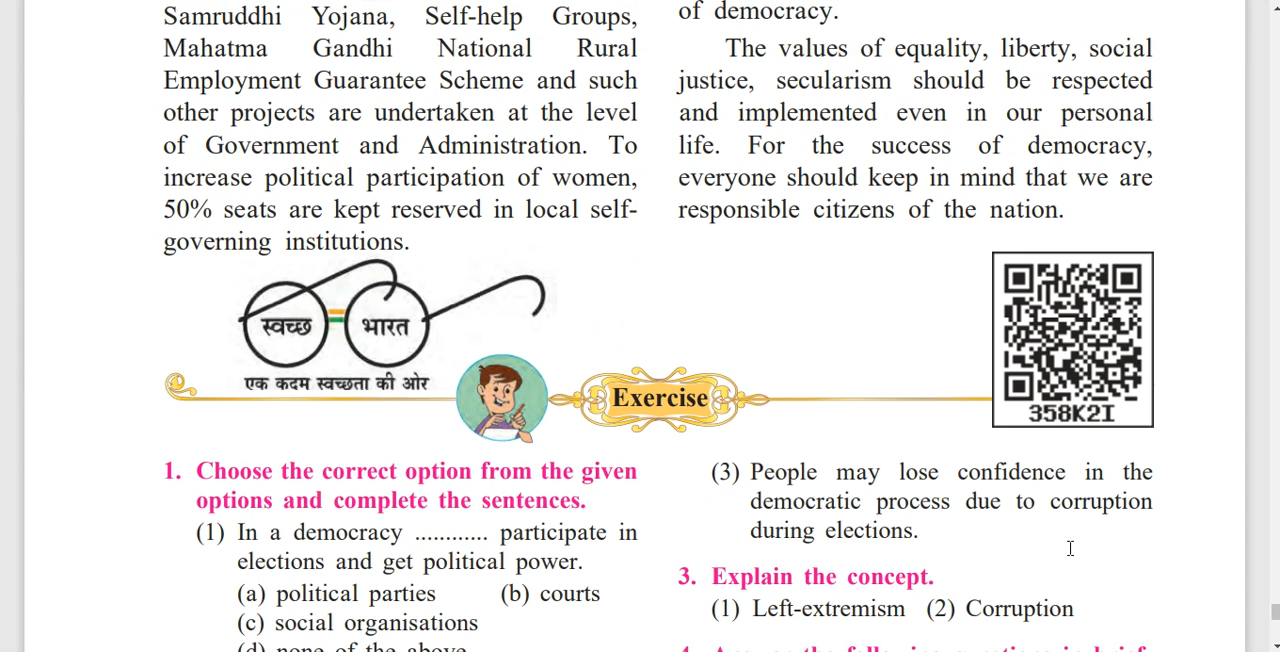 Samruddhi Yojana, Self-help Groups,
Mahatma Gandhi National Rural
Employment Guarantee Scheme and such
other projects are undertaken at the level
of Government and Administration. To
increase political participation of women,
50% seats are kept reserved in local self-
governing institutions.
स्वच्छ भारत
एक कदम स्वच्छता की ओर
of democracy.
The values of equality, liberty, social
justice, secularism should be respected
and implemented even in our personal
life. For the success of democracy,
everyone should keep in mind that we are
responsible citizens of the nation.
358K2I
Exercise
1. Choose the correct option from the given
options and complete the sentences.
(1) In a democracy ............ participate in
elections and get political power.
(a) political parties (b) courts
(c) social organisations
(d) none of the above
(3) People may lose confidence in the
democratic process due to corruption
during elections.
3. Explain the concept.
(1) Left-extremism (2) Corruption